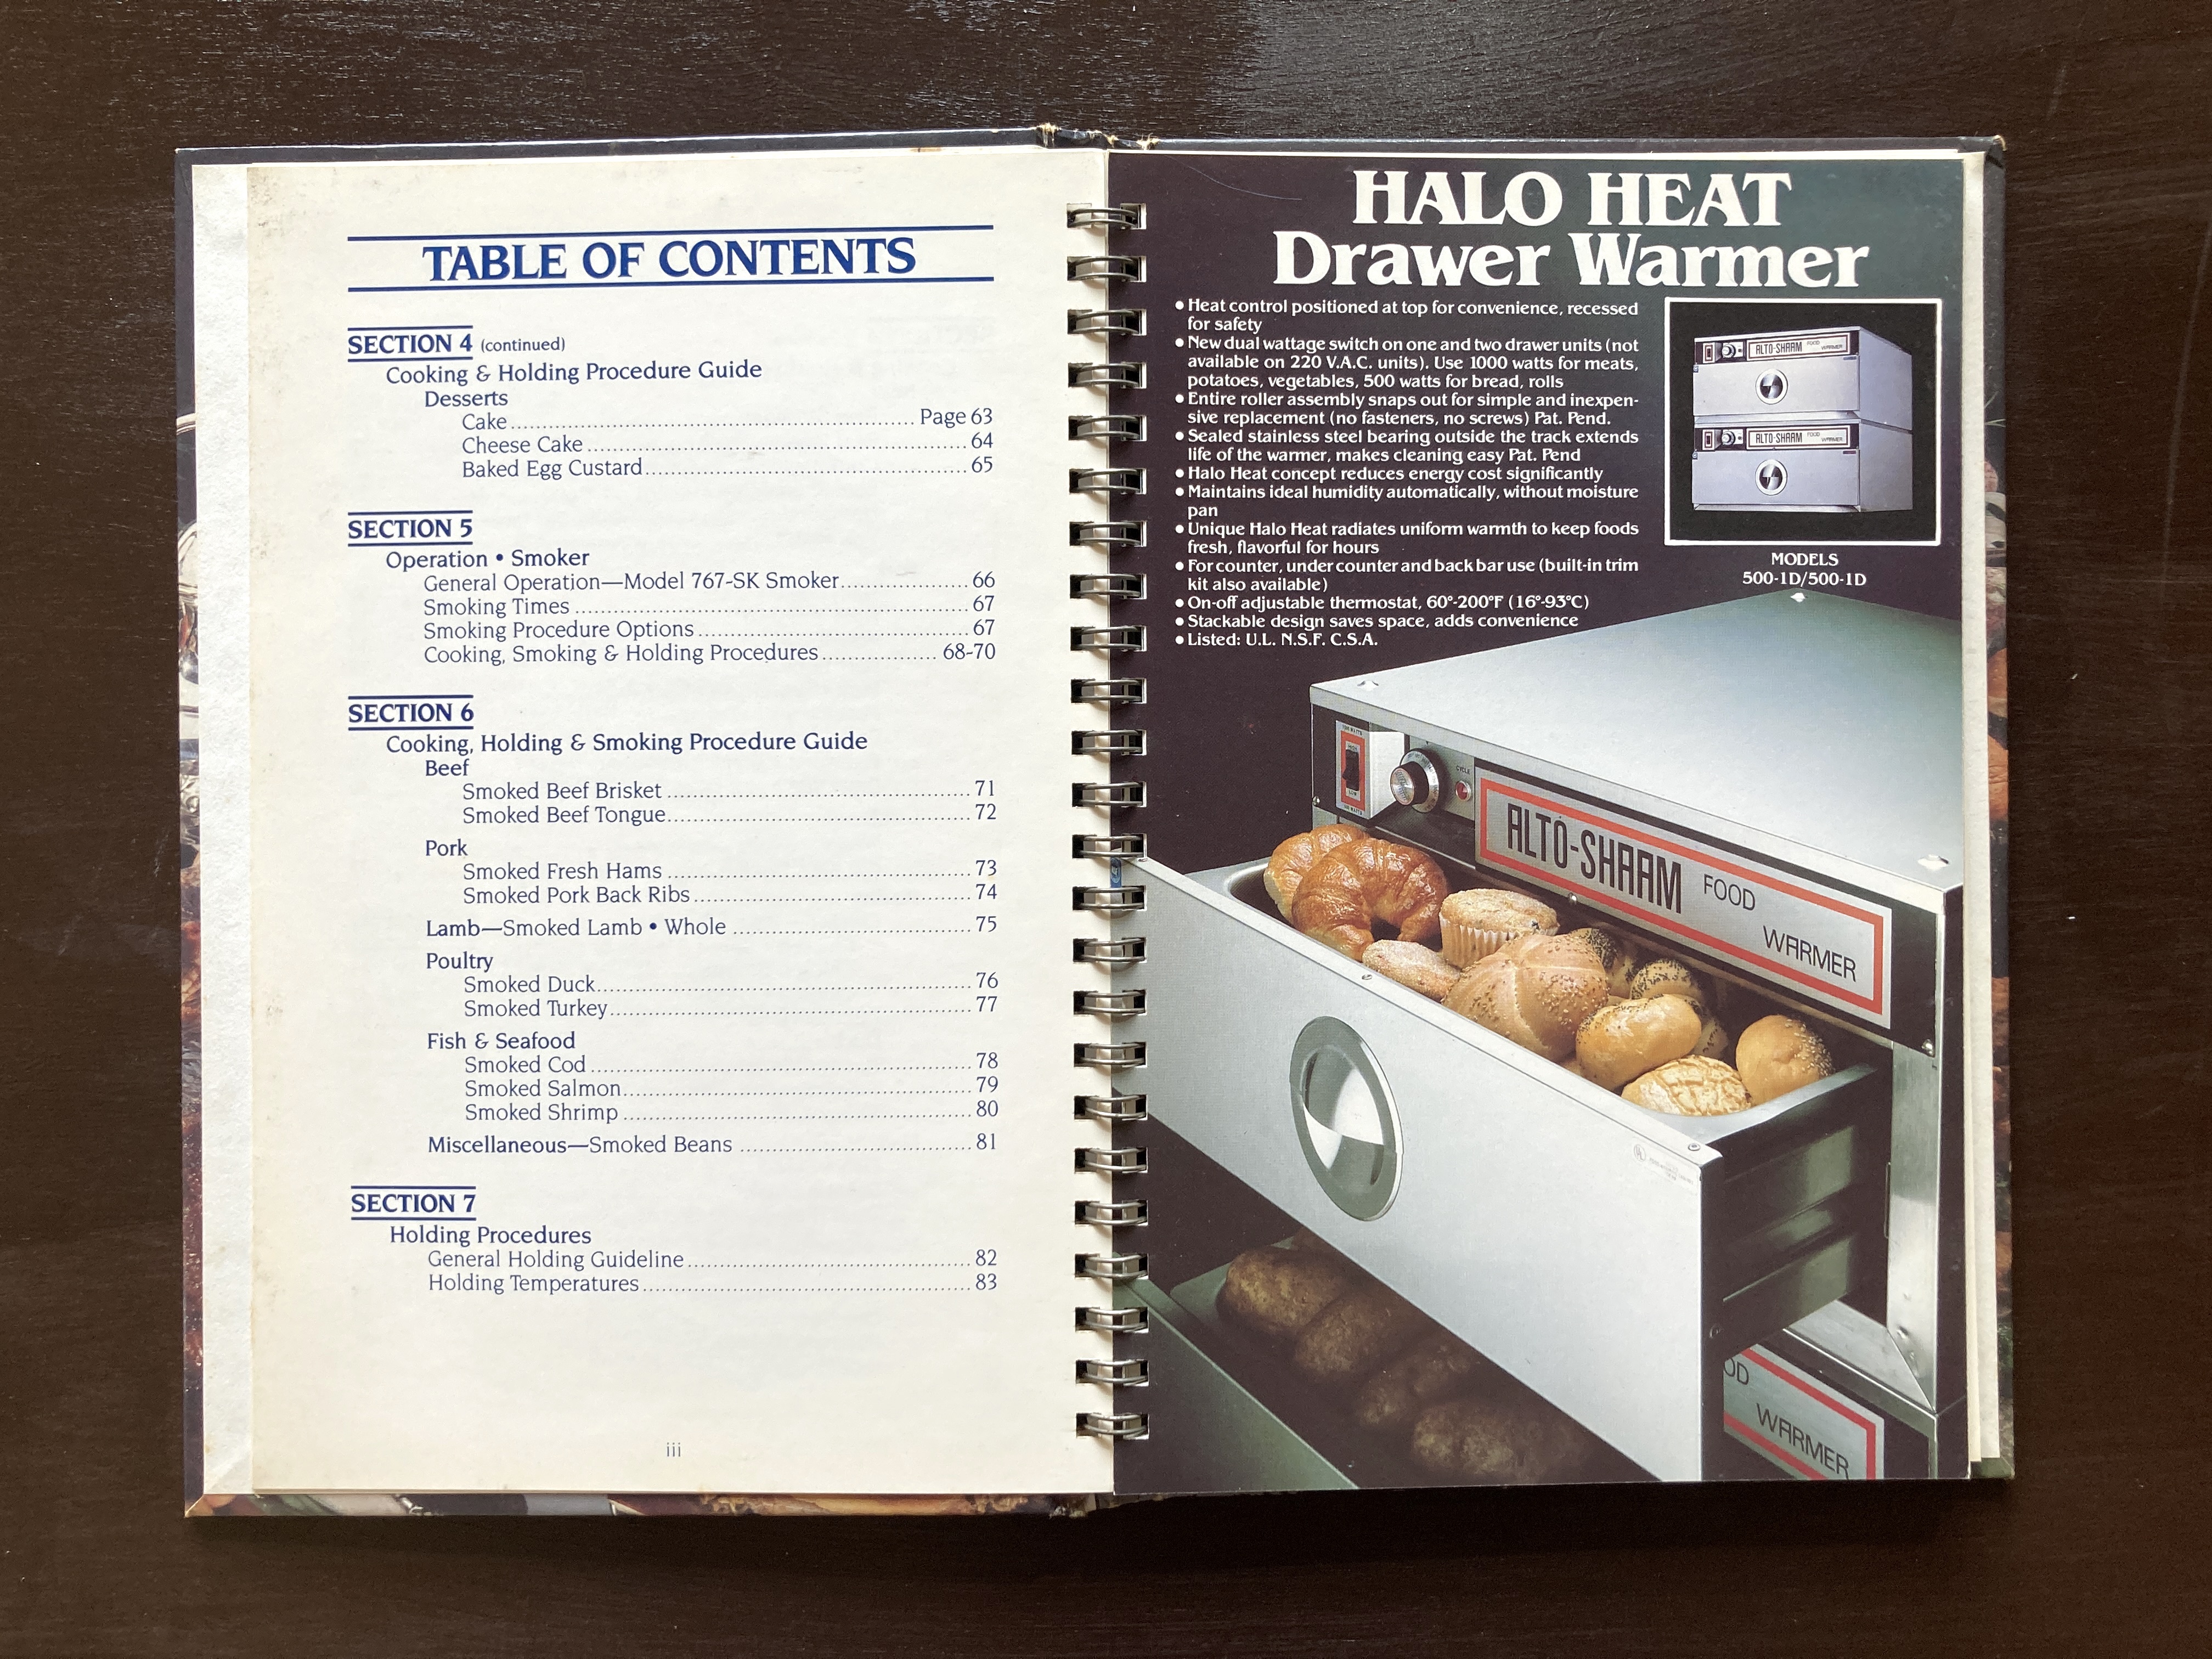 TABLE OF CONTENTS
SECTION 4 (continued)
Cooking & Holding Procedure Guide
Desserts
Cake.......... Page 63
Cheese Cake.......... 64
Baked Egg Custard.......... 65
SECTION 5
Operation • Smoker
General Operation—Model 767-SK Smoker.......... 66
Smoking Times.......... 67
Smoking Procedure Options.......... 67
Cooking, Smoking & Holding Procedures.......... 68-70
SECTION 6
Cooking, Holding & Smoking Procedure Guide
Beef
Smoked Beef Brisket.......... 71
Smoked Beef Tongue.......... 72
Pork
Smoked Fresh Hams.......... 73
Smoked Pork Back Ribs.......... 74
Lamb—Smoked Lamb • Whole.......... 75
Poultry
Smoked Duck.......... 76
Smoked Turkey.......... 77
Fish & Seafood
Smoked Cod.......... 78
Smoked Salmon.......... 79
Smoked Shrimp.......... 80
Miscellaneous—Smoked Beans.......... 81
SECTION 7
Holding Procedures
General Holding Guideline.......... 82
Holding Temperatures.......... 83
iii
HALO HEAT
Drawer Warmer
• Heat control positioned at top for convenience, recessed
for safety
• New dual wattage switch on one and two drawer units (not
available on 220 V.A.C. units). Use 1000 watts for meats,
potatoes, vegetables, 500 watts for bread, rolls
• Entire roller assembly snaps out for simple and inexpen-
sive replacement (no fasteners, no screws) Pat. Pend.
• Sealed stainless steel bearing outside the track extends
life of the warmer, makes cleaning easy Pat. Pend
• Halo Heat concept reduces energy cost significantly
• Maintains ideal humidity automatically, without moisture
pan
• Unique Halo Heat radiates uniform warmth to keep foods
fresh, flavorful for hours
• For counter, under counter and back bar use (built-in trim
kit also available)
• On-off adjustable thermostat, 60°-200°F (16°-93°C)
• Stackable design saves space, adds convenience
• Listed: U.L. N.S.F. C.S.A.
ALTO-SHAAM FOOD WARMER
ALTO-SHAAM FOOD WARMER
MODELS
500-1D/500-1D
CYCLE
ALTO-SHAAM FOOD
WARMER
OD
WARMER